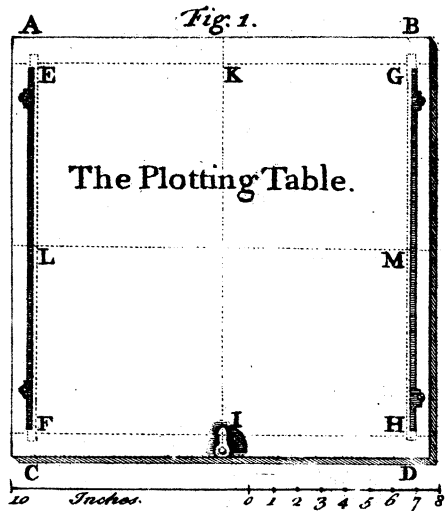 Fig: 1.
A B
E K G
The Plotting Table.
L M
F I H
C D
10 Inches. 0 1 2 3 4 5 6 7 8